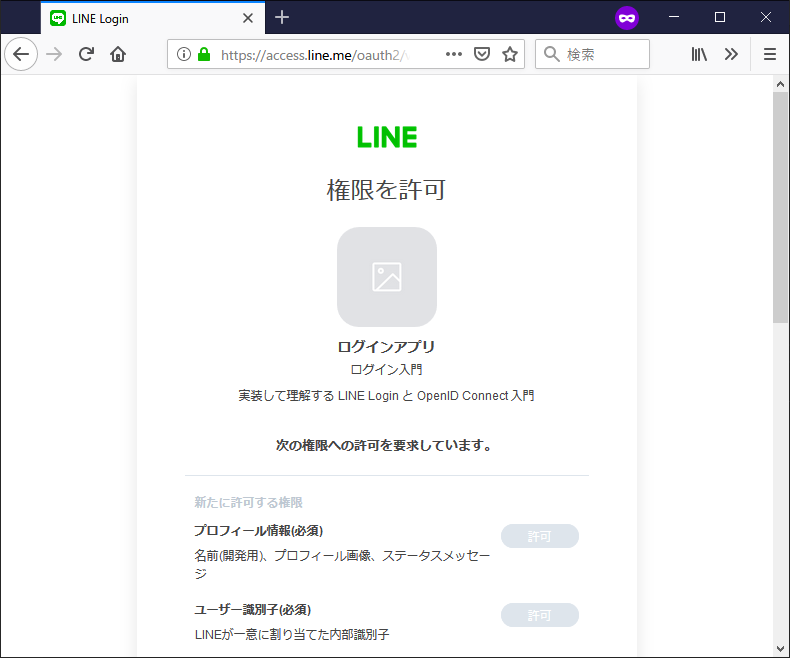 LINE Login
https://access.line.me/oauth2/
検索
LINE
権限を許可
ログインアプリ
ログイン入門
実装して理解する LINE Login と OpenID Connect 入門
次の権限への許可を要求しています。
新たに許可する権限
プロフィール情報(必須)
許可
名前(開発用)、プロフィール画像、ステータスメッセー
ジ
ユーザー識別子(必須)
許可
LINEが一意に割り当てた内部識別子